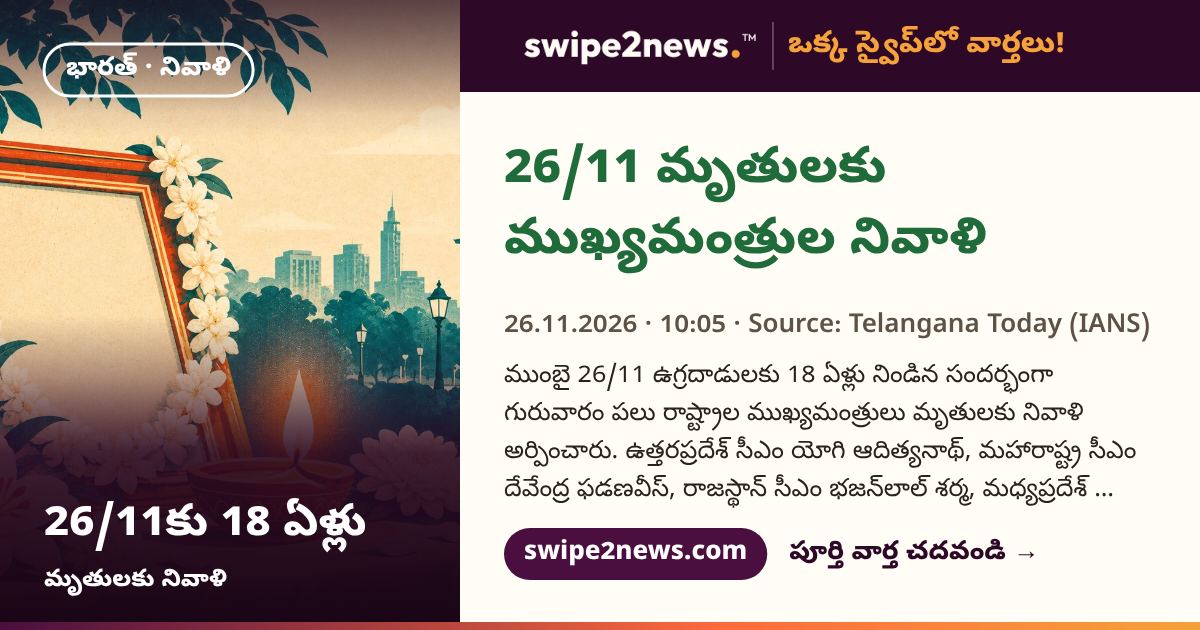 భారత్ · నివాళి
26/11కు 18 ఏళ్లు
మృతులకు నివాళి
swipe2news.™ ఒక్క స్వైప్‌లో వార్తలు!
26/11 మృతులకు
ముఖ్యమంత్రుల నివాళి
26.11.2026 · 10:05 · Source: Telangana Today (IANS)
ముంబై 26/11 ఉగ్రదాడులకు 18 ఏళ్లు నిండిన సందర్భంగా
గురువారం పలు రాష్ట్రాల ముఖ్యమంత్రులు మృతులకు నివాళి
అర్పించారు. ఉత్తరప్రదేశ్ సీఎం యోగి ఆదిత్యనాథ్, మహారాష్ట్ర సీఎం
దేవేంద్ర ఫడణవీస్, రాజస్థాన్ సీఎం భజన్‌లాల్ శర్మ, మధ్యప్రదేశ్ ...
swipe2news.com పూర్తి వార్త చదవండి →